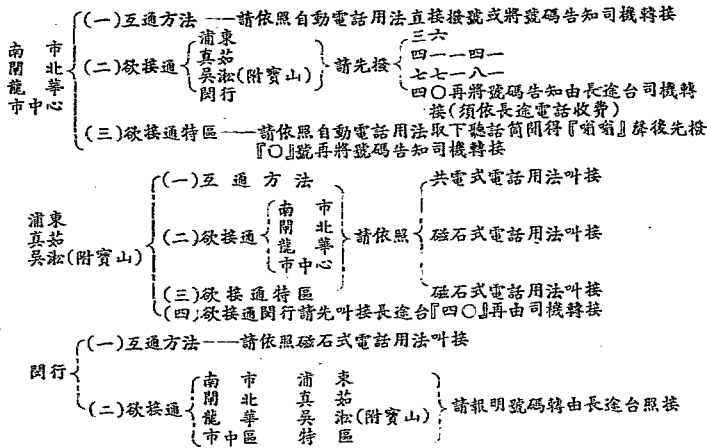 南市
閘北
龍華
市中心
(一)互通方法——請依照自動電話用法直接撥號或將號碼告知司機轉接
(二)欲接通
浦東
真茹
吳淞(附寶山)
閔行
請先撥
三六
四一一四一
七七一八一
四〇再將號碼告知由長途台司機轉
接(須依長途電話收費)
(三)欲接通特區——請依照自動電話用法取下聽話筒聞得『嗡嗡』聲後先撥
『〇』號再將號碼告知司機轉接
浦東
真茹
吳淞(附寶山)
(一)互通方法
(二)欲接通
南市
閘北
龍華
市中心
(三)欲接通特區
請依照
共電式電話用法叫接
磁石式電話用法叫接
磁石式電話用法叫接
(四)欲接通閔行請先叫接長途台『四〇』再由司機轉接
閔行
(一)互通方法——請依照磁石式電話用法叫接
(二)欲接通
南市 浦東
閘北 真茹
龍華 吳淞(附寶山)
市中區 特區
請報明號碼轉由長途台照接